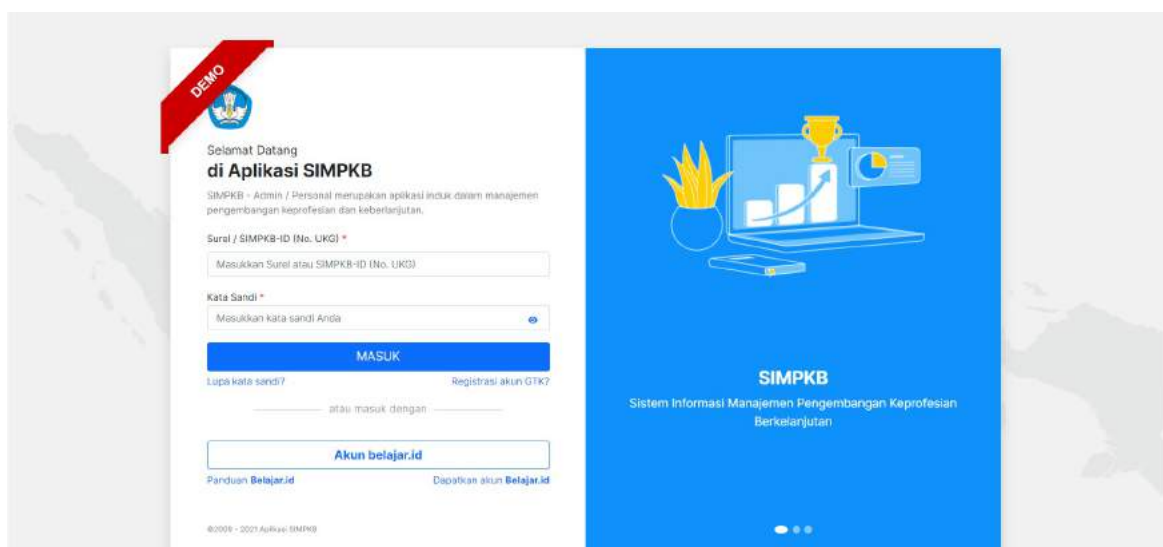 DEMO
Selamat Datang
di Aplikasi SIMPKB
SIMPKB - Admin / Personal merupakan aplikasi induk dalam manajemen
pengembangan keprofesian dan keberlanjutan.
Surel / SIMPKB-ID (No. UKG) *
Masukkan Surel atau SIMPKB-ID (No. UKG)
Kata Sandi *
Masukkan kata sandi Anda
MASUK
Lupa kata sandi?
Registrasi akun GTK?
atau masuk dengan
Akun belajar.id
Panduan Belajar.id
Dapatkan akun Belajar.id
©2009 - 2021 Aplikasi SIMPKB
SIMPKB
Sistem Informasi Manajemen Pengembangan Keprofesian
Berkelanjutan